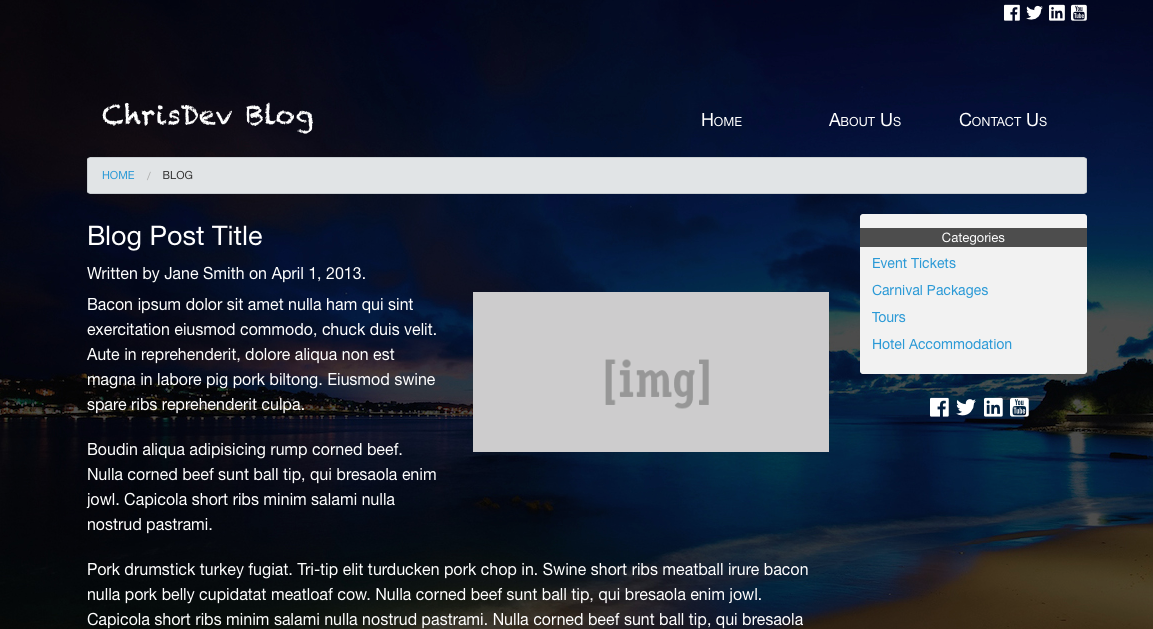 ChrisDev Blog
Home
About Us
Contact Us
HOME / BLOG
Blog Post Title
Written by Jane Smith on April 1, 2013.
Bacon ipsum dolor sit amet nulla ham qui sint
exercitation eiusmod commodo, chuck duis velit.
Aute in reprehenderit, dolore aliqua non est
magna in labore pig pork biltong. Eiusmod swine
spare ribs reprehenderit culpa.
[img]
Boudin aliqua adipisicing rump corned beef.
Nulla corned beef sunt ball tip, qui bresaola enim
jowl. Capicola short ribs minim salami nulla
nostrud pastrami.
Pork drumstick turkey fugiat. Tri-tip elit turducken pork chop in. Swine short ribs meatball irure bacon
nulla pork belly cupidatat meatloaf cow. Nulla corned beef sunt ball tip, qui bresaola enim jowl.
Capicola short ribs minim salami nulla nostrud pastrami. Nulla corned beef sunt ball tip, qui bresaola
Categories
Event Tickets
Carnival Packages
Tours
Hotel Accommodation